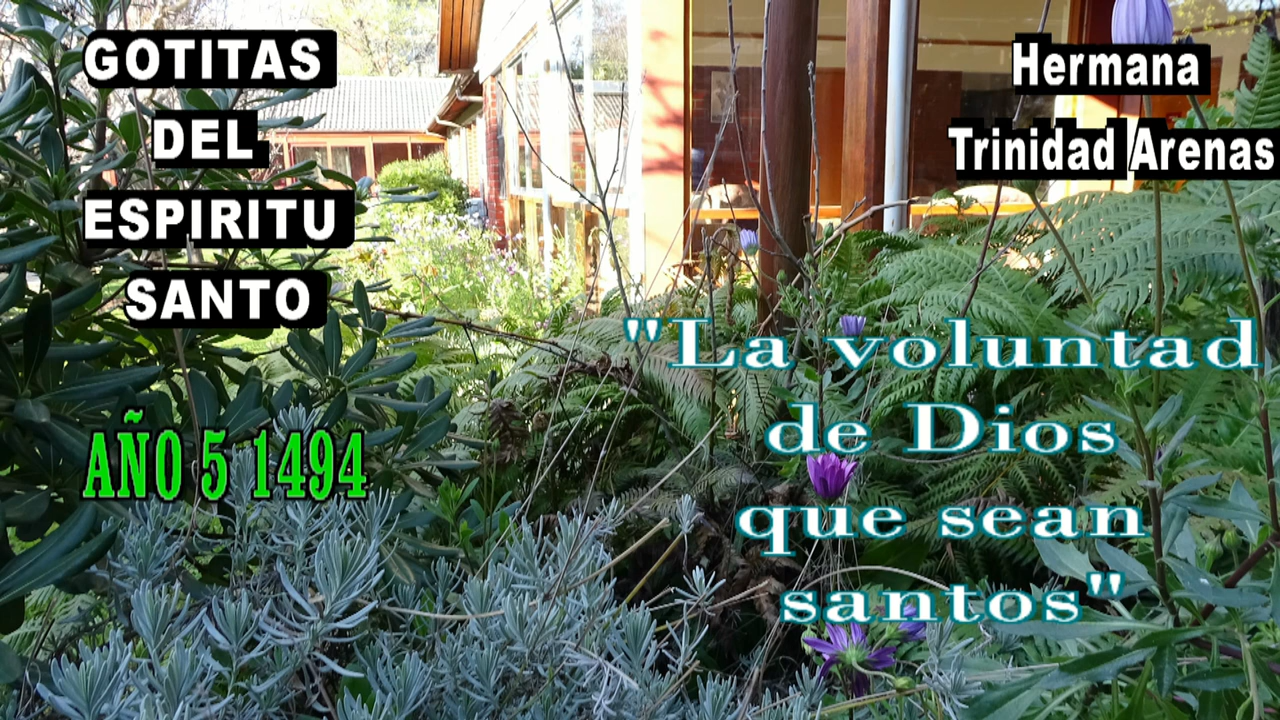 GOTITAS
DEL
ESPIRITU
SANTO
AÑO 5 1494
Hermana
Trinidad Arenas
"La voluntad
de Dios
que sean
santos"